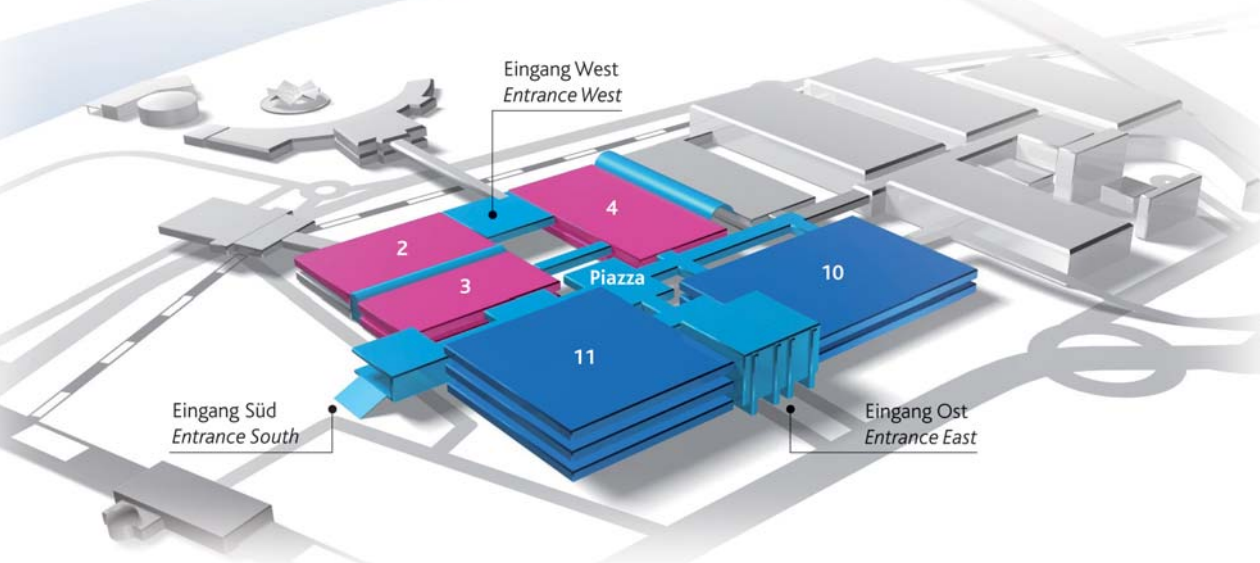 Eingang West
Entrance West
4
2
Piazza
10
3
11
Eingang Süd
Entrance South
Eingang Ost
Entrance East